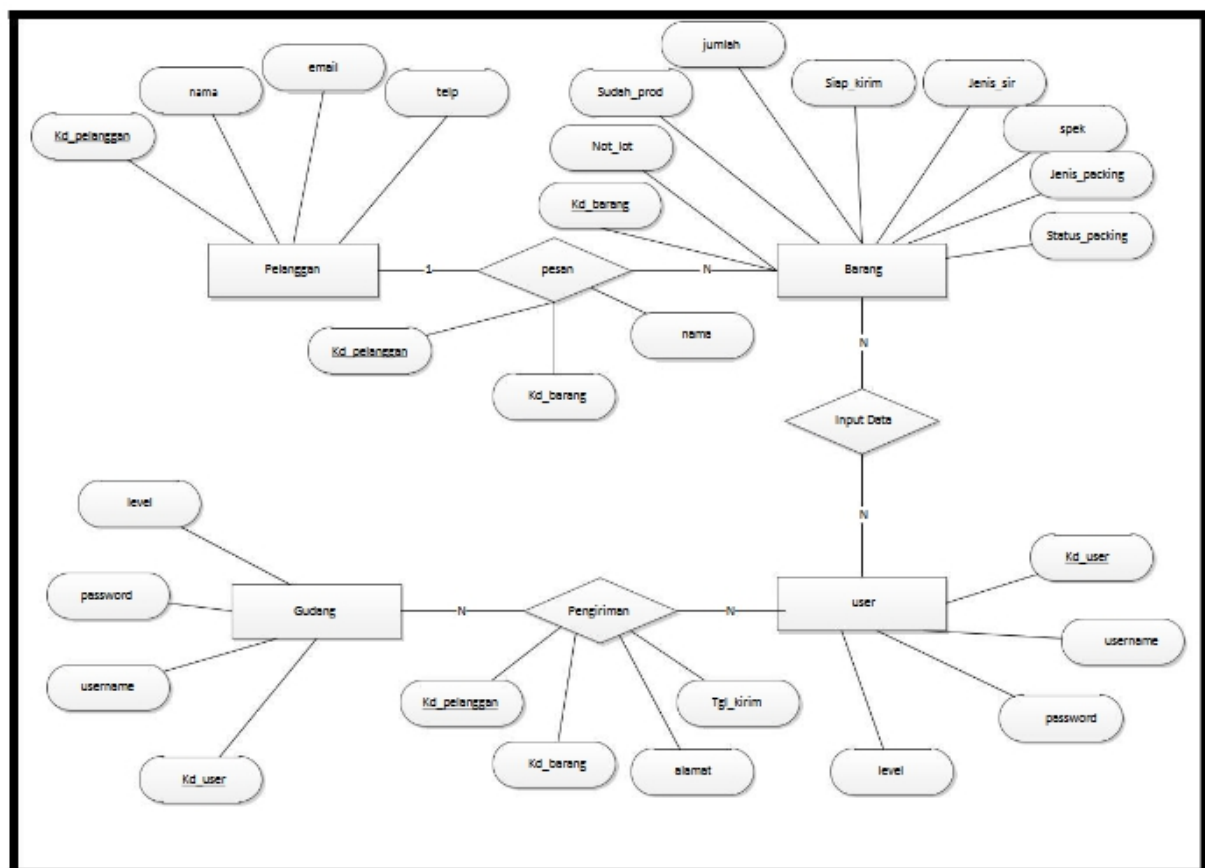 jumlah
email
Siap_kirim
Jenis_sir
nama
Sudah_prod
telp
spek
Kd_pelanggan
Not_lot
Jenis_packing
Kd_barang
Status_packing
Pelanggan
1
pesan
N
Barang
nama
Kd_pelanggan
N
Kd_barang
Input Data
level
N
Kd_user
password
Gudang
N
Pengiriman
N
user
username
username
Kd_pelanggan
Tgl_kirim
password
Kd_barang
alamat
level
Kd_user